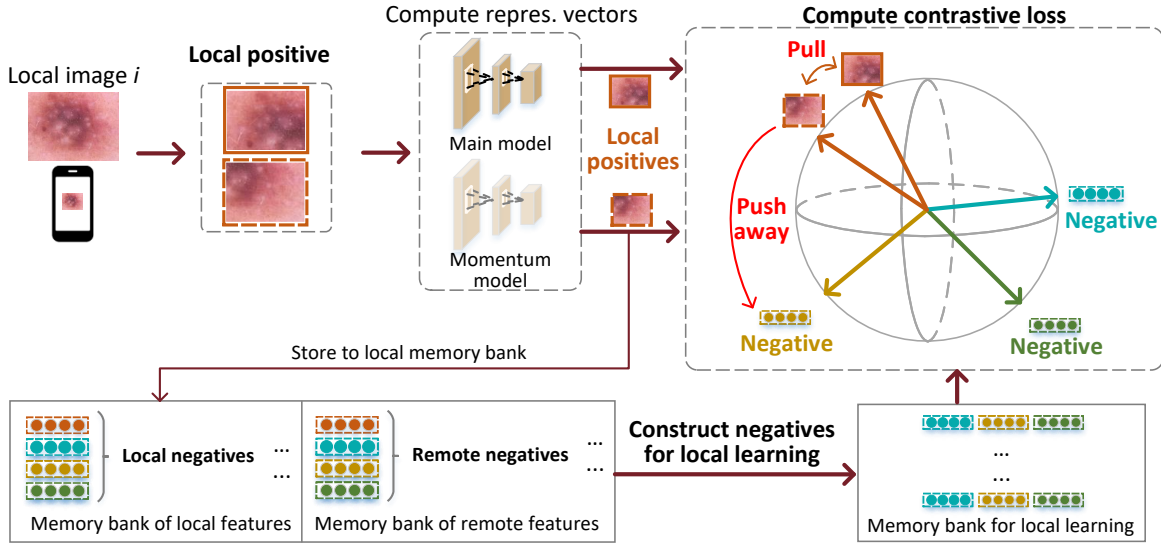 Compute repres. vectors
Compute contrastive loss
Local positive
Local image i
Pull
Main model
Local
positives
Momentum
model
Push
away
Negative
Negative
Negative
Store to local memory bank
Local negatives
...
...
Remote negatives
...
...
Memory bank of local features
Memory bank of remote features
Construct negatives
for local learning
...
...
Memory bank for local learning